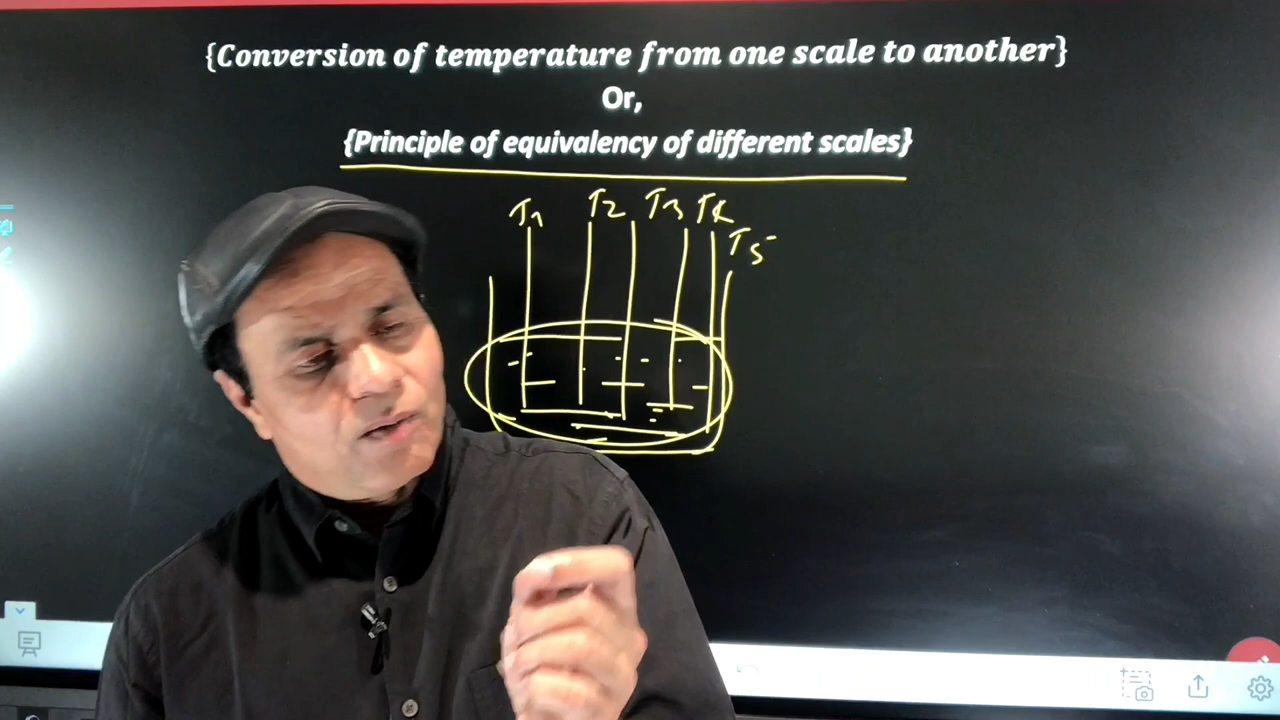 {Conversion of temperature from one scale to another}
Or,
{Principle of equivalency of different scales}
T1 T2 T3 T4
T5